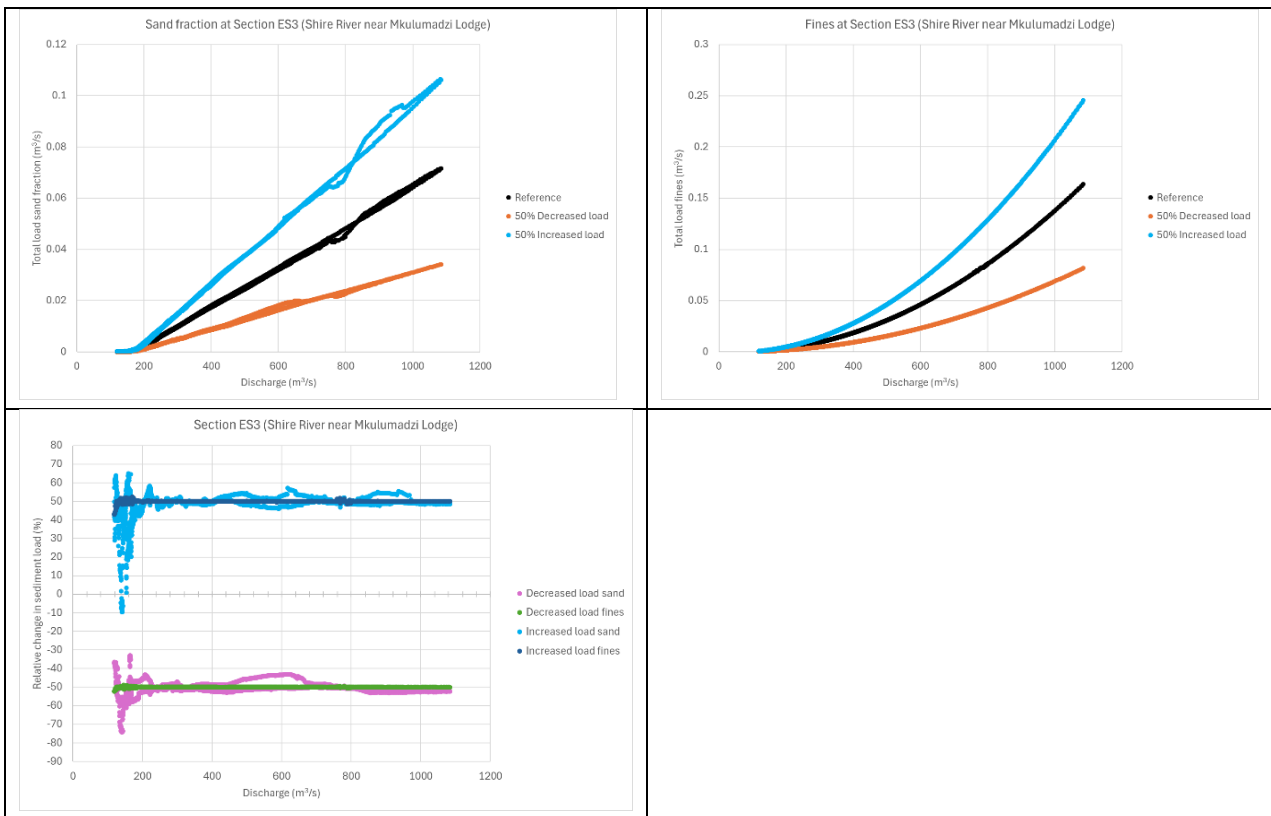 Sand fraction at Section ES3 (Shire River near Mkulumadzi Lodge)
0.12
0.1
0.08
0.06
0.04
0.02
0
Total load sand fraction (m³/s)
0 200 400 600 800 1000 1200
Discharge (m³/s)
Reference
50% Decreased load
50% Increased load
Fines at Section ES3 (Shire River near Mkulumadzi Lodge)
0.3
0.25
0.2
0.15
0.1
0.05
0
Total load fines (m³/s)
0 200 400 600 800 1000 1200
Discharge (m³/s)
Reference
50% Decreased load
50% Increased load
Section ES3 (Shire River near Mkulumadzi Lodge)
80
70
60
50
40
30
20
10
0
-10
-20
-30
-40
-50
-60
-70
-80
-90
Relative change in sediment load (%)
0 200 400 600 800 1000 1200
Discharge (m³/s)
Decreased load sand
Decreased load fines
Increased load sand
Increased load fines